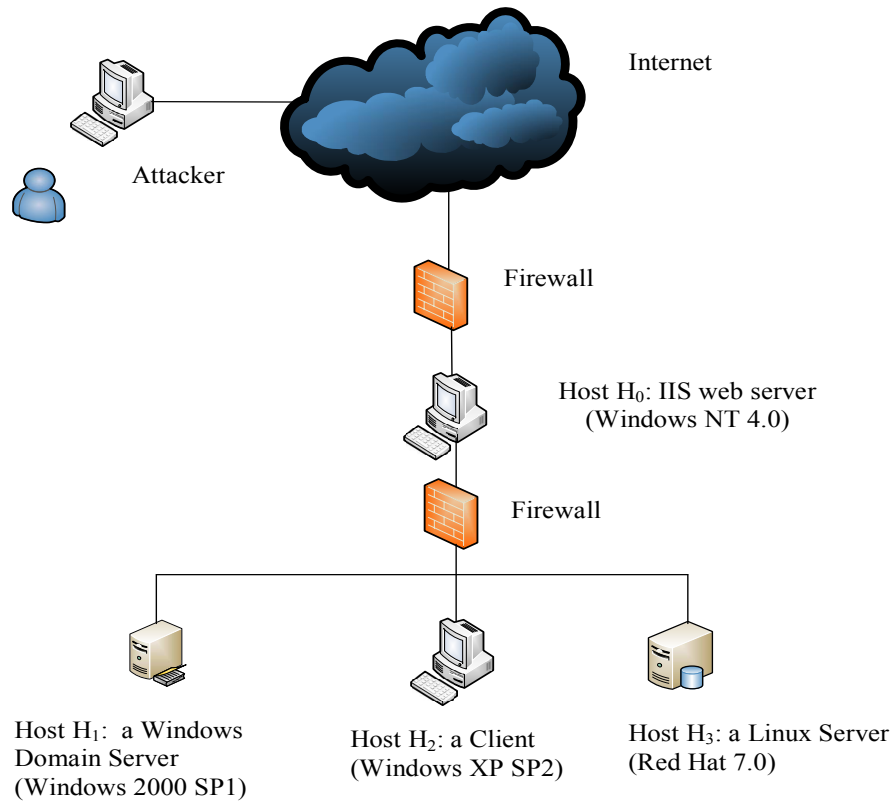 Internet
Attacker
Firewall
Host H₀: IIS web server
(Windows NT 4.0)
Firewall
Host H₁: a Windows
Domain Server
(Windows 2000 SP1)
Host H₂: a Client
(Windows XP SP2)
Host H₃: a Linux Server
(Red Hat 7.0)